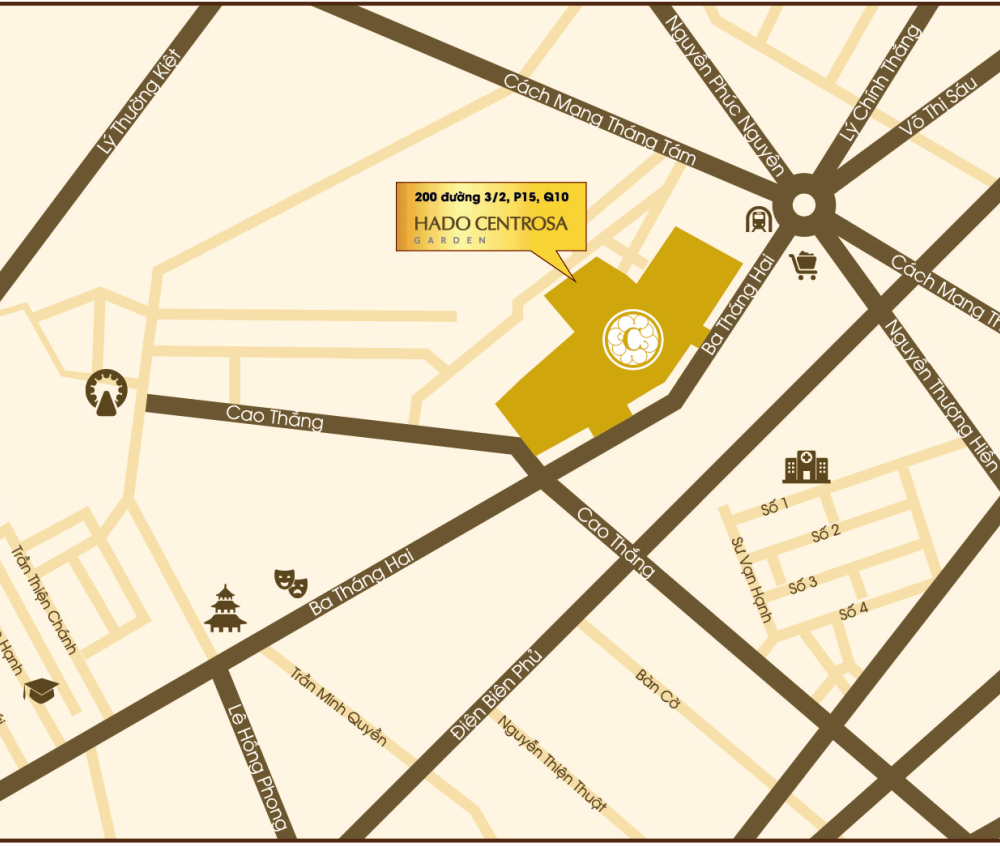 Lý Thường Kiệt
Cách Mạng Tháng Tám
Nguyễn Phúc Nguyên
Lý Chính Thắng
Võ Thị Sáu
200 đường 3/2, P15, Q10
HADO CENTROSA
GARDEN
C
Ba Tháng Hai
Cách Mạng Th
Nguyễn Thượng Hiền
Cao Thắng
Số 1
Số 2
Sư Vạn Hạnh
Số 3
Số 4
Cao Thắng
Ba Tháng Hai
Trần Thiện Chánh
Hạnh
Trần Minh Quyền
Bàn Cờ
Điện Biên Phủ
Lê Hồng Phong
Nguyễn Thiện Thuật